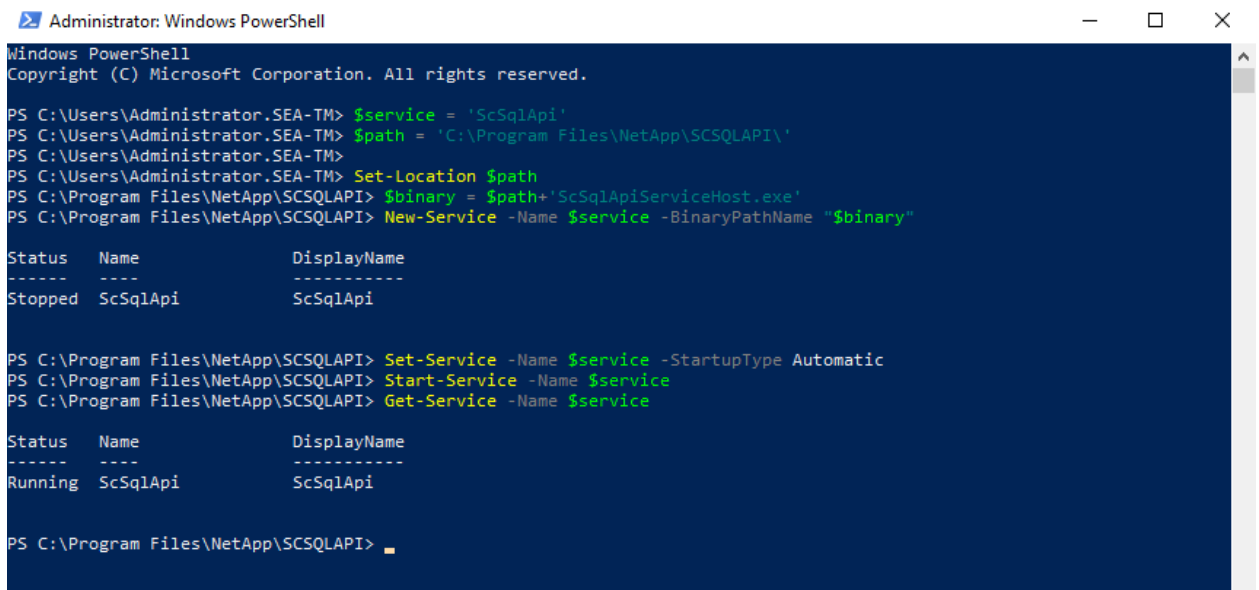 Administrator: Windows PowerShell
Windows PowerShell
Copyright (C) Microsoft Corporation. All rights reserved.
PS C:\Users\Administrator.SEA-TM> $service = 'ScSqlApi'
PS C:\Users\Administrator.SEA-TM> $path = 'C:\Program Files\NetApp\SCSQLAPI\'
PS C:\Users\Administrator.SEA-TM>
PS C:\Users\Administrator.SEA-TM> Set-Location $path
PS C:\Program Files\NetApp\SCSQLAPI> $binary = $path+'ScSqlApiServiceHost.exe'
PS C:\Program Files\NetApp\SCSQLAPI> New-Service -Name $service -BinaryPathName "$binary"
Status   Name               DisplayName
------   ----               -----------
Stopped  ScSqlApi           ScSqlApi
PS C:\Program Files\NetApp\SCSQLAPI> Set-Service -Name $service -StartupType Automatic
PS C:\Program Files\NetApp\SCSQLAPI> Start-Service -Name $service
PS C:\Program Files\NetApp\SCSQLAPI> Get-Service -Name $service
Status   Name               DisplayName
------   ----               -----------
Running  ScSqlApi           ScSqlApi
PS C:\Program Files\NetApp\SCSQLAPI>